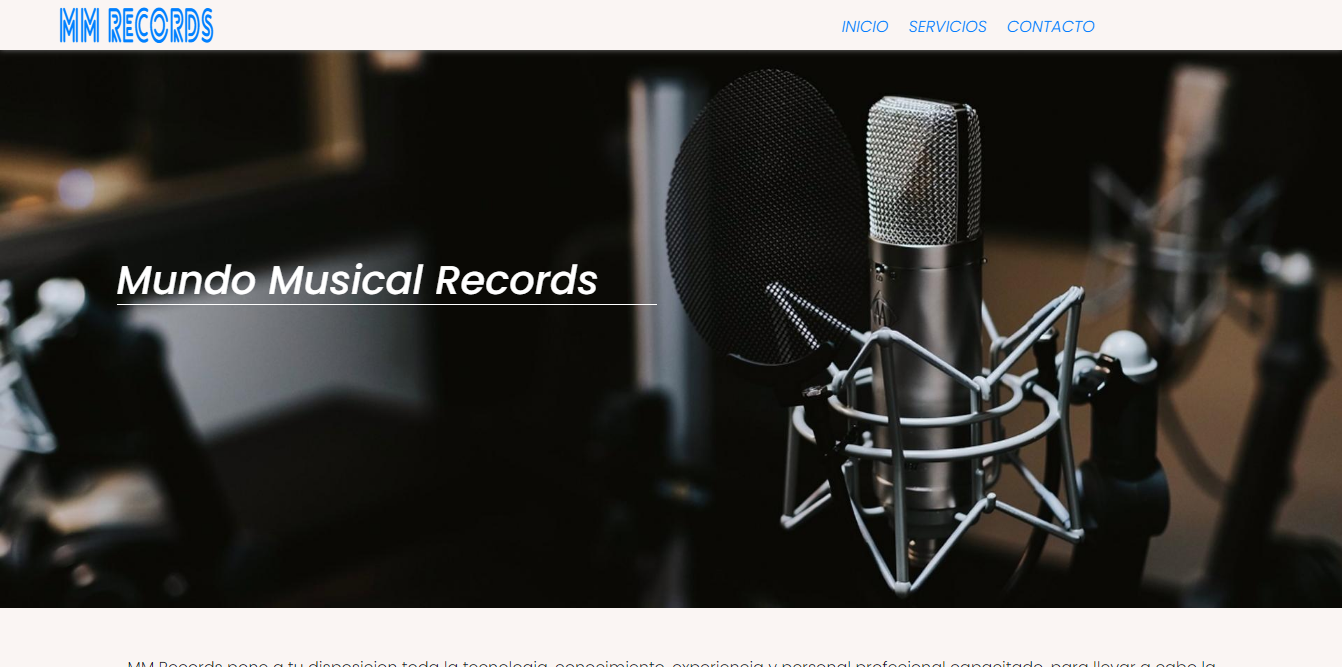 MM RECORDS
INICIO SERVICIOS CONTACTO
Mundo Musical Records
MM Records pone a tu disposicion toda la tecnologia, conocimiento, experiencia y personal profesional capacitado, para llevar a cabo la